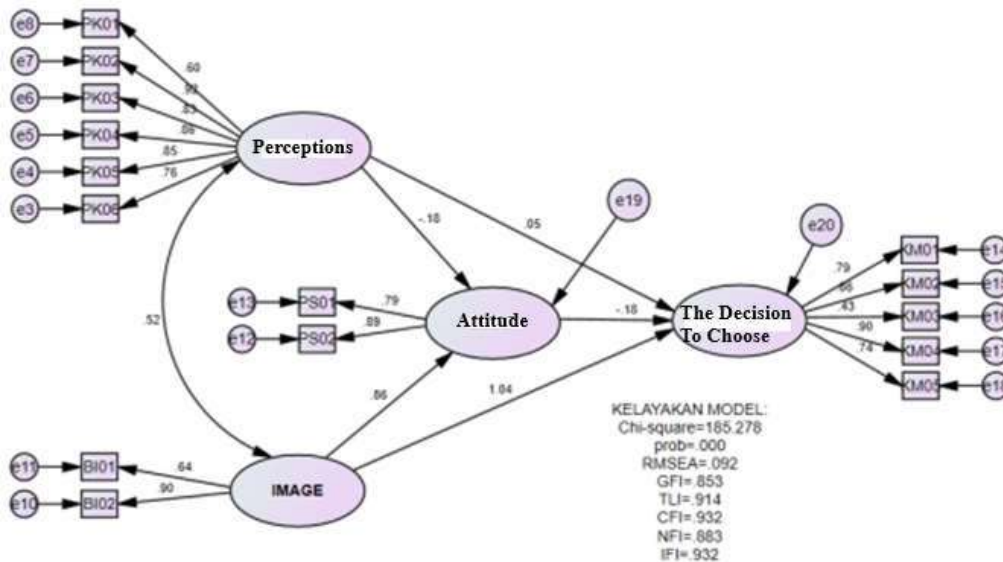 e8 PK01
e7 PK02
e6 PK03
e5 PK04
e4 PK05
e3 PK06
.60
.92
.83
.85
.76
Perceptions
e19
e20
-.18
.05
.52
e13 PS01
e12 PS02
.79
.89
Attitude
-.18
The Decision
To Choose
.79
.66
.43
.90
.74
KM01 e14
KM02
KM03
KM04
KM05
.86
1.04
e11 BI01
e10 BI02
.64
.90
IMAGE
KELAYAKAN MODEL:
Chi-square=185.278
prob=.000
RMSEA=.092
GFI=.853
TLI=.914
CFI=.932
NFI=.883
IFI=.932